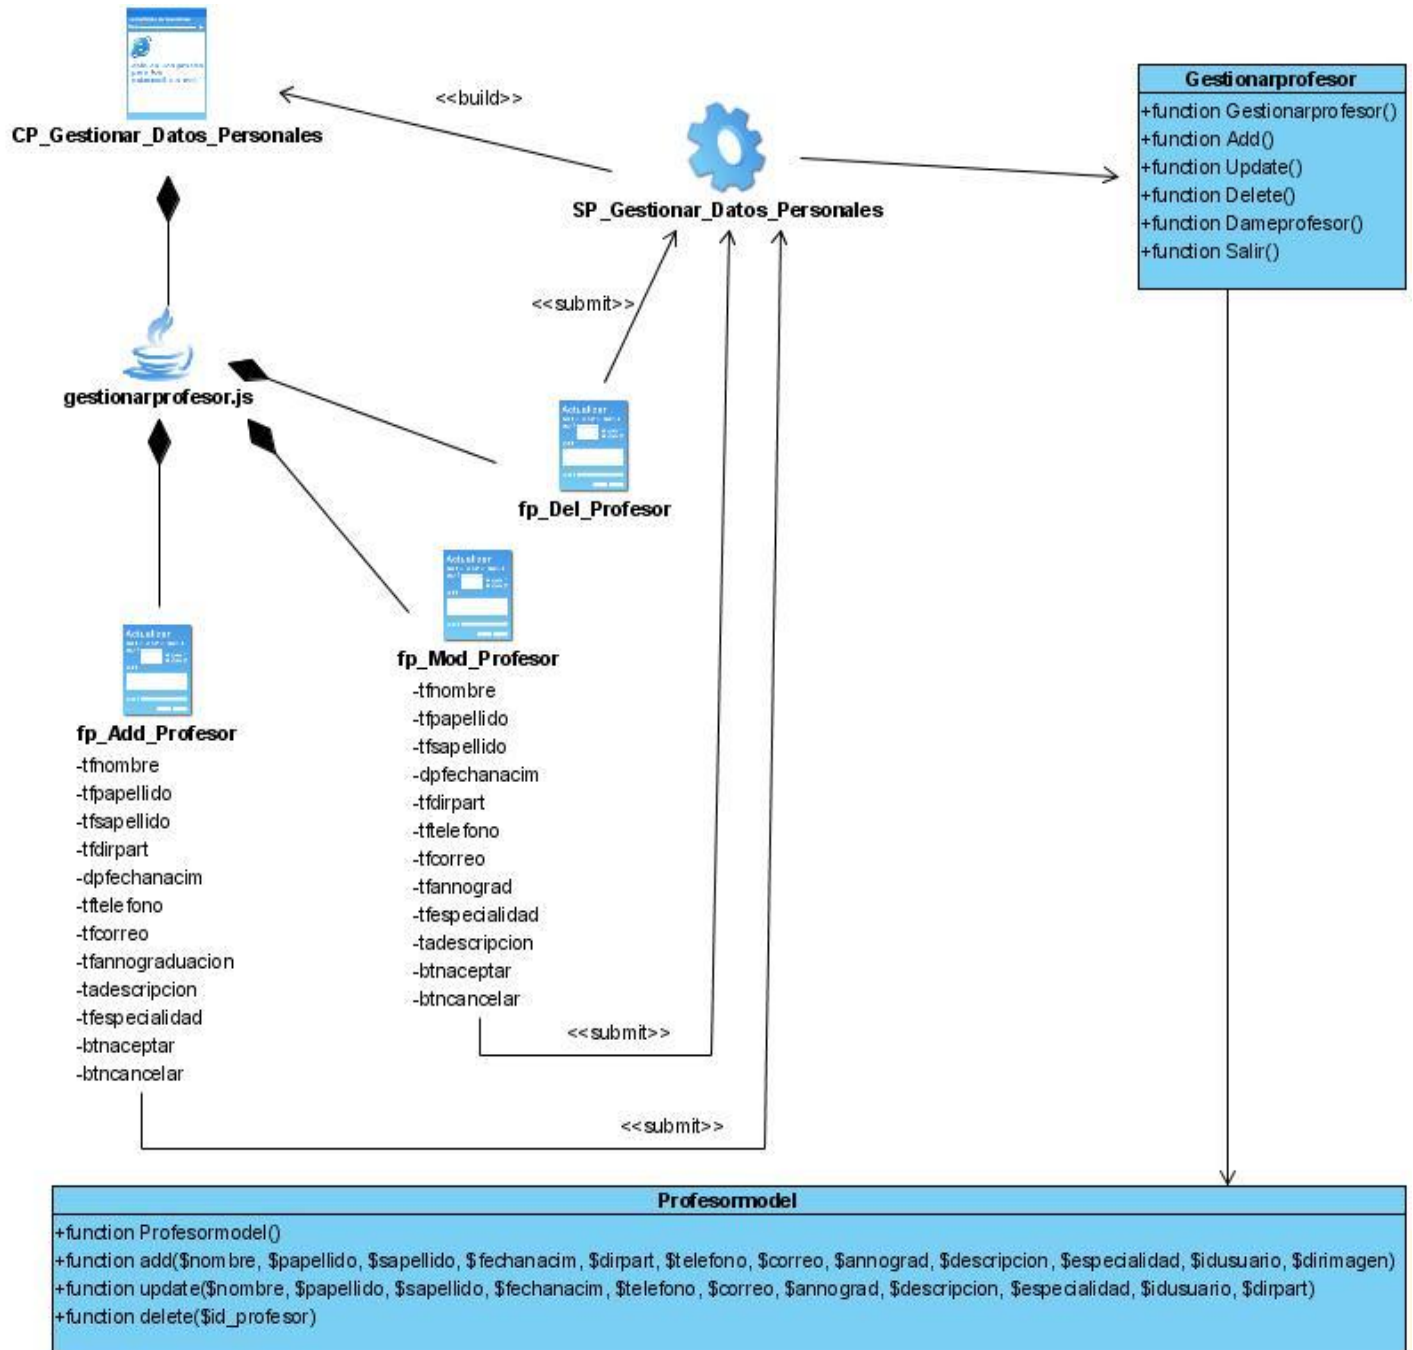 CP_Gestionar_Datos_Personales
<<build>>
SP_Gestionar_Datos_Personales
Gestionarprofesor
+function Gestionarprofesor()
+function Add()
+function Update()
+function Delete()
+function Dameprofesor()
+function Salir()
<<submit>>
gestionarprofesor.js
Actualizar
fp_Del_Profesor
Actualizar
fp_Mod_Profesor
-tfnombre
-tfpapellido
-tfsapellido
-dpfechanacim
-tfdirpart
-tftelefono
-tfcorreo
-tfannograd
-tfespecialidad
-tadescripcion
-btnaceptar
-btncancelar
<<submit>>
Actualizar
fp_Add_Profesor
-tfnombre
-tfpapellido
-tfsapellido
-tfdirpart
-dpfechanacim
-tftelefono
-tfcorreo
-tfannograduacion
-tadescripcion
-tfespecialidad
-btnaceptar
-btncancelar
<<submit>>
Profesormodel
+function Profesormodel()
+function add($nombre, $papellido, $sapellido, $fechanacim, $dirpart, $telefono, $correo, $annograd, $descripcion, $especialidad, $idusuario, $dirimagen)
+function update($nombre, $papellido, $sapellido, $fechanacim, $telefono, $correo, $annograd, $descripcion, $especialidad, $idusuario, $dirpart)
+function delete($id_profesor)